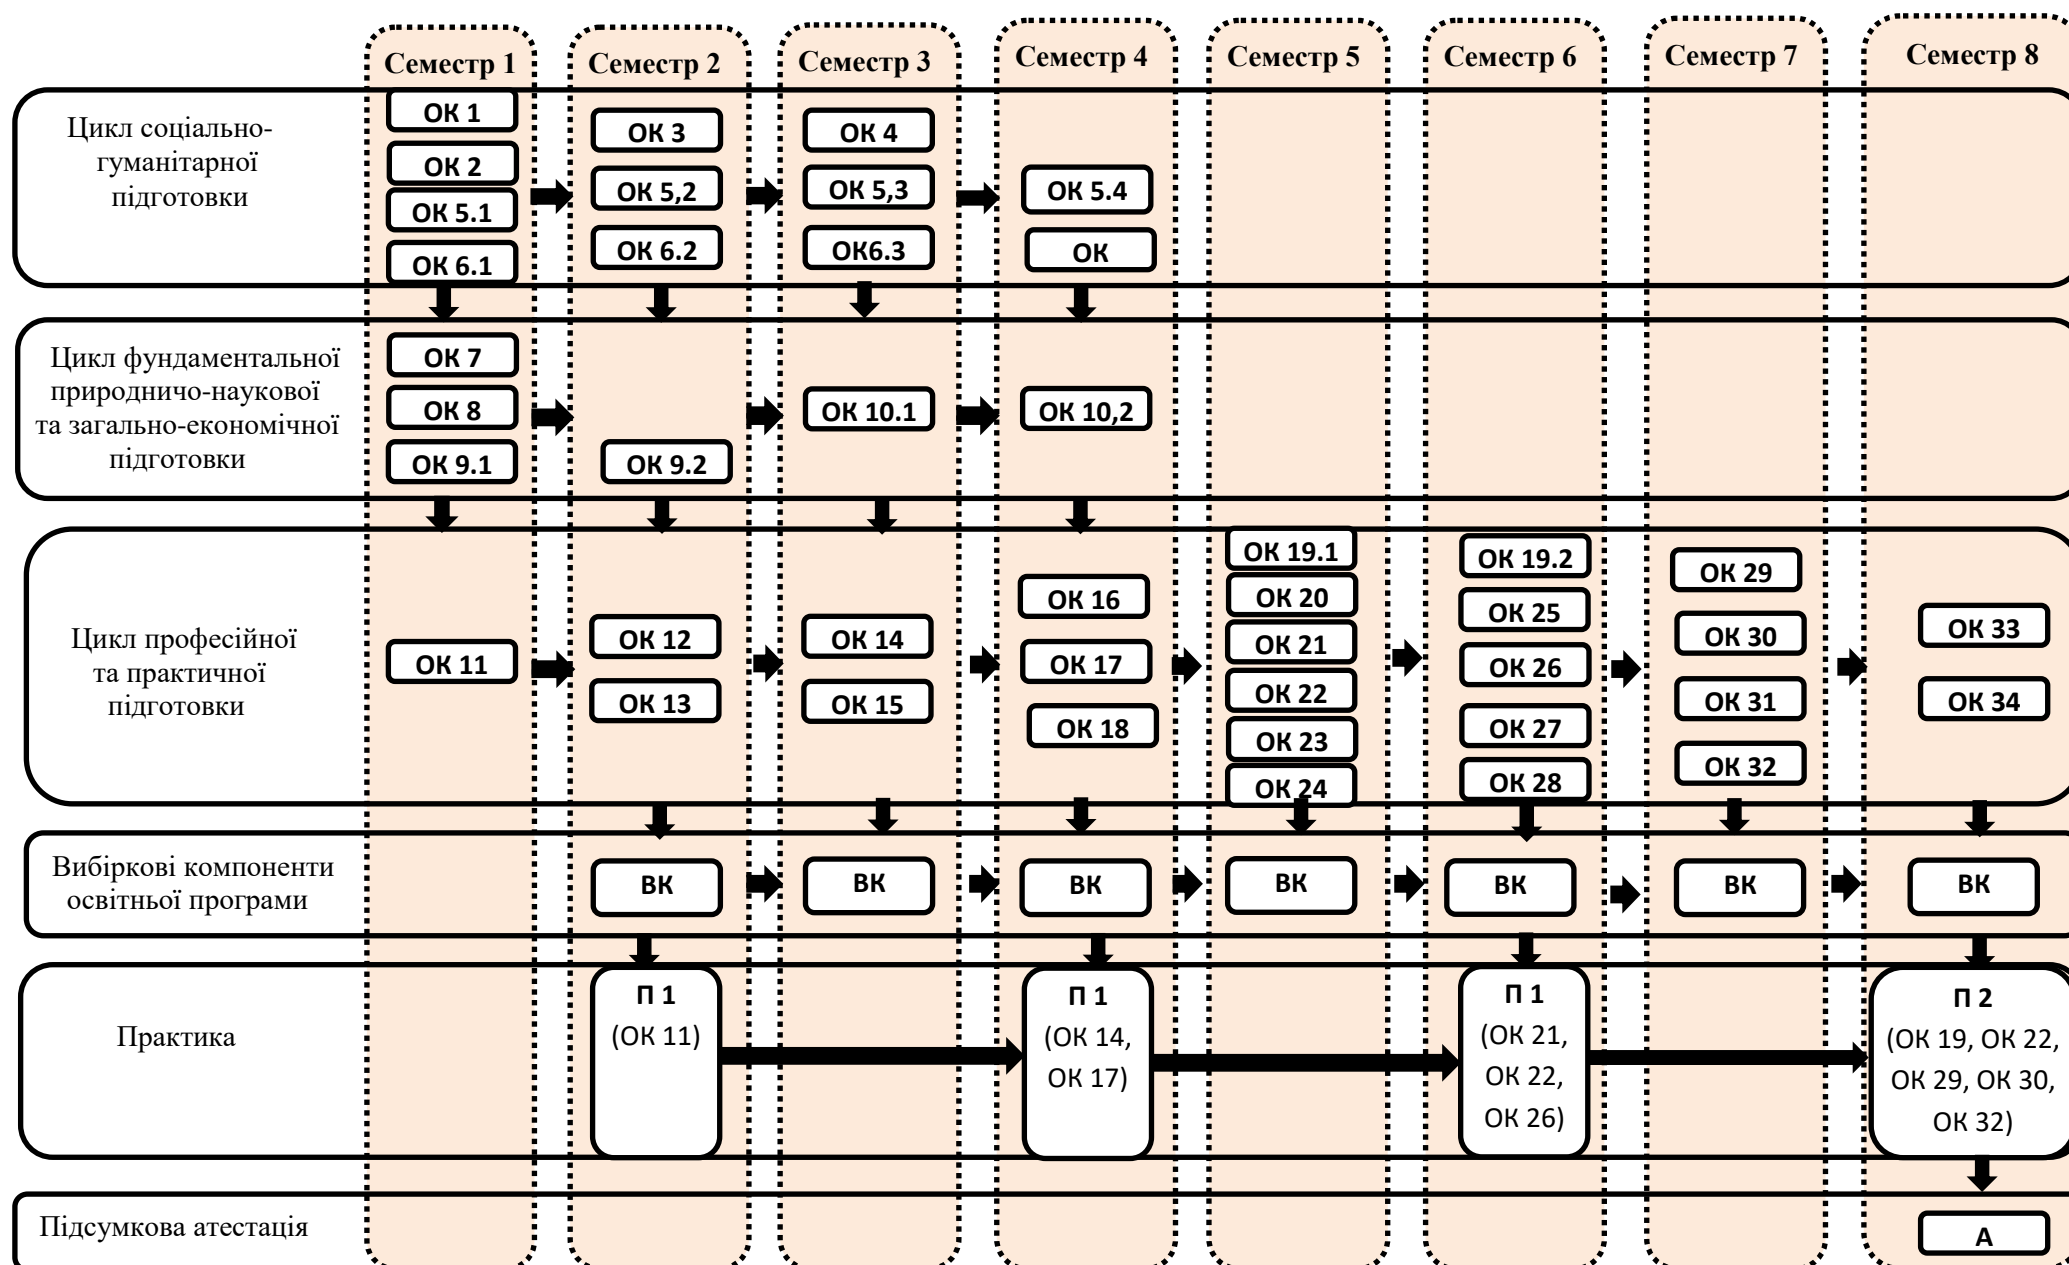 Семестр 1
Семестр 2
Семестр 3
Семестр 4
Семестр 5
Семестр 6
Семестр 7
Семестр 8
Цикл соціально-
гуманітарної
підготовки
ОК 1
ОК 2
ОК 5.1
ОК 6.1
ОК 3
ОК 5,2
ОК 6.2
ОК 4
ОК 5,3
ОК6.3
ОК 5.4
ОК
Цикл фундаментальної
природничо-наукової
та загально-економічної
підготовки
ОК 7
ОК 8
ОК 9.1
ОК 9.2
ОК 10.1
ОК 10,2
Цикл професійної
та практичної
підготовки
ОК 11
ОК 12
ОК 13
ОК 14
ОК 15
ОК 16
ОК 17
ОК 18
ОК 19.1
ОК 20
ОК 21
ОК 22
ОК 23
ОК 24
ОК 19.2
ОК 25
ОК 26
ОК 27
ОК 28
ОК 29
ОК 30
ОК 31
ОК 32
ОК 33
ОК 34
Вибіркові компоненти
освітньої програми
ВК
ВК
ВК
ВК
ВК
ВК
ВК
Практика
П 1
(ОК 11)
П 1
(ОК 14,
ОК 17)
П 1
(ОК 21,
ОК 22,
ОК 26)
П 2
(ОК 19, ОК 22,
ОК 29, ОК 30,
ОК 32)
Підсумкова атестація
А